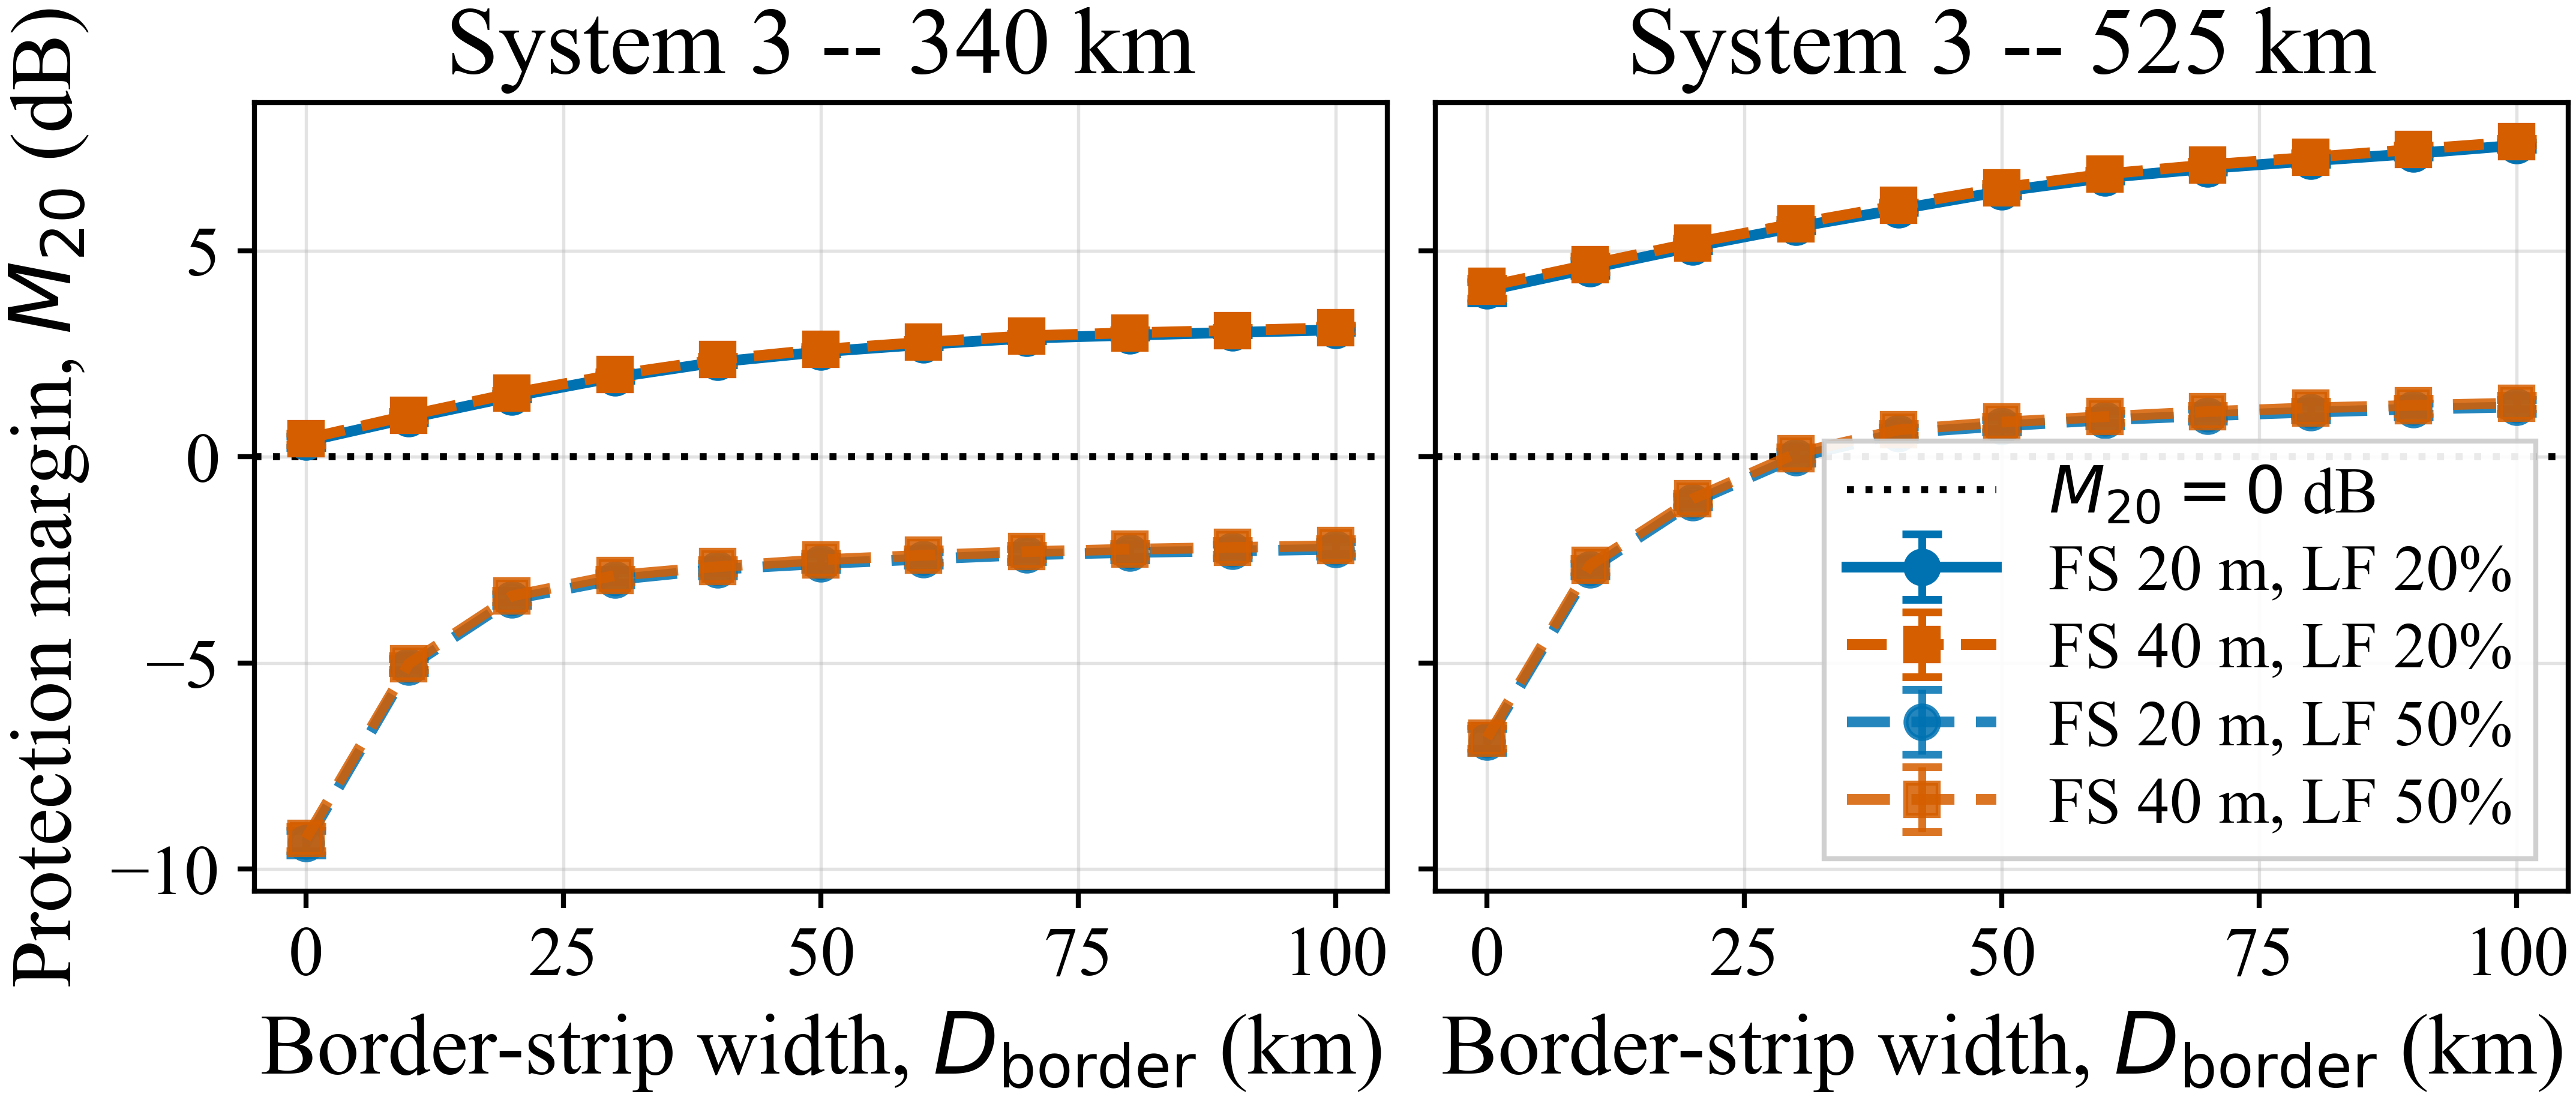 System 3 -- 340 km
System 3 -- 525 km
Protection margin, M20 (dB)
5
0
−5
−10
0 25 50 75 100
0 25 50 75 100
Border-strip width, Dborder (km)
Border-strip width, Dborder (km)
M20 = 0 dB
FS 20 m, LF 20%
FS 40 m, LF 20%
FS 20 m, LF 50%
FS 40 m, LF 50%